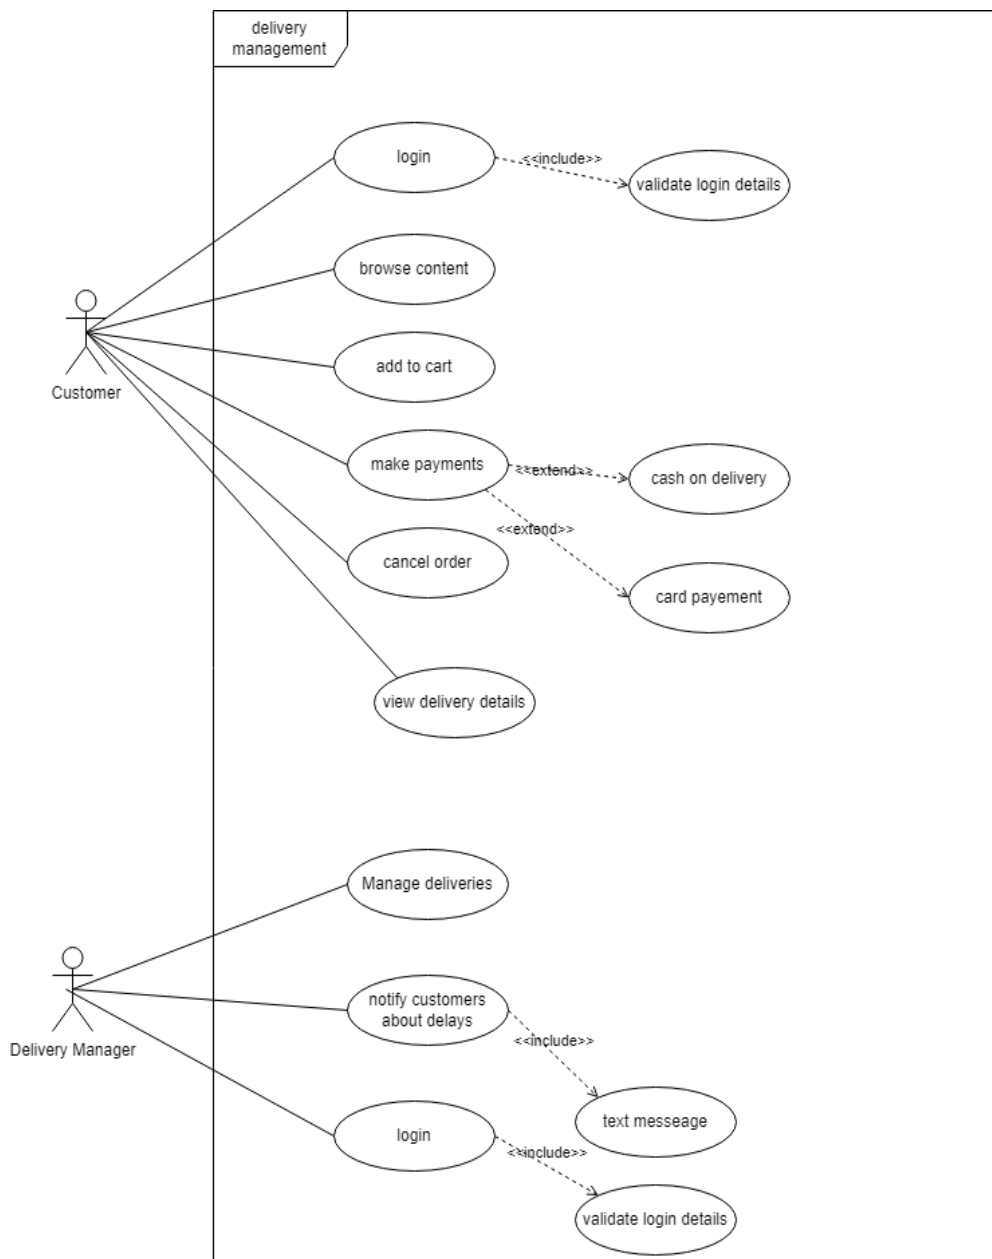 delivery
management
login
<<include>>
validate login details
browse content
add to cart
Customer
make payments
<<extend>>
cash on delivery
<<extend>>
cancel order
card payement
view delivery details
Manage deliveries
notify customers
about delays
Delivery Manager
<<include>>
text messeage
login
<<include>>
validate login details